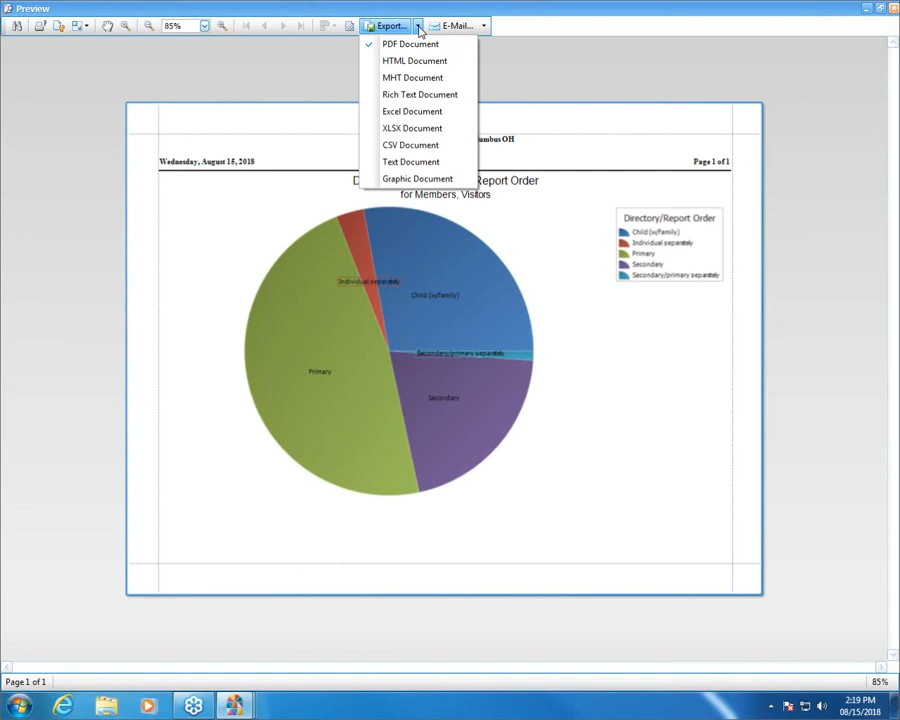 Preview
85%
Export...
E-Mail...
PDF Document
HTML Document
MHT Document
Rich Text Document
Excel Document
XLSX Document
CSV Document
Text Document
Graphic Document
umbus OH
Wednesday, August 15, 2018
Page 1 of 1
D
Report Order
for Members, Visitors
Directory/Report Order
Child (w/family)
Individual separately
Primary
Secondary
Secondary/primary separately
Individual separately
Child (w/family)
Secondary/primary separately
Primary
Secondary
Page 1 of 1
85%
2:19 PM
08/15/2018